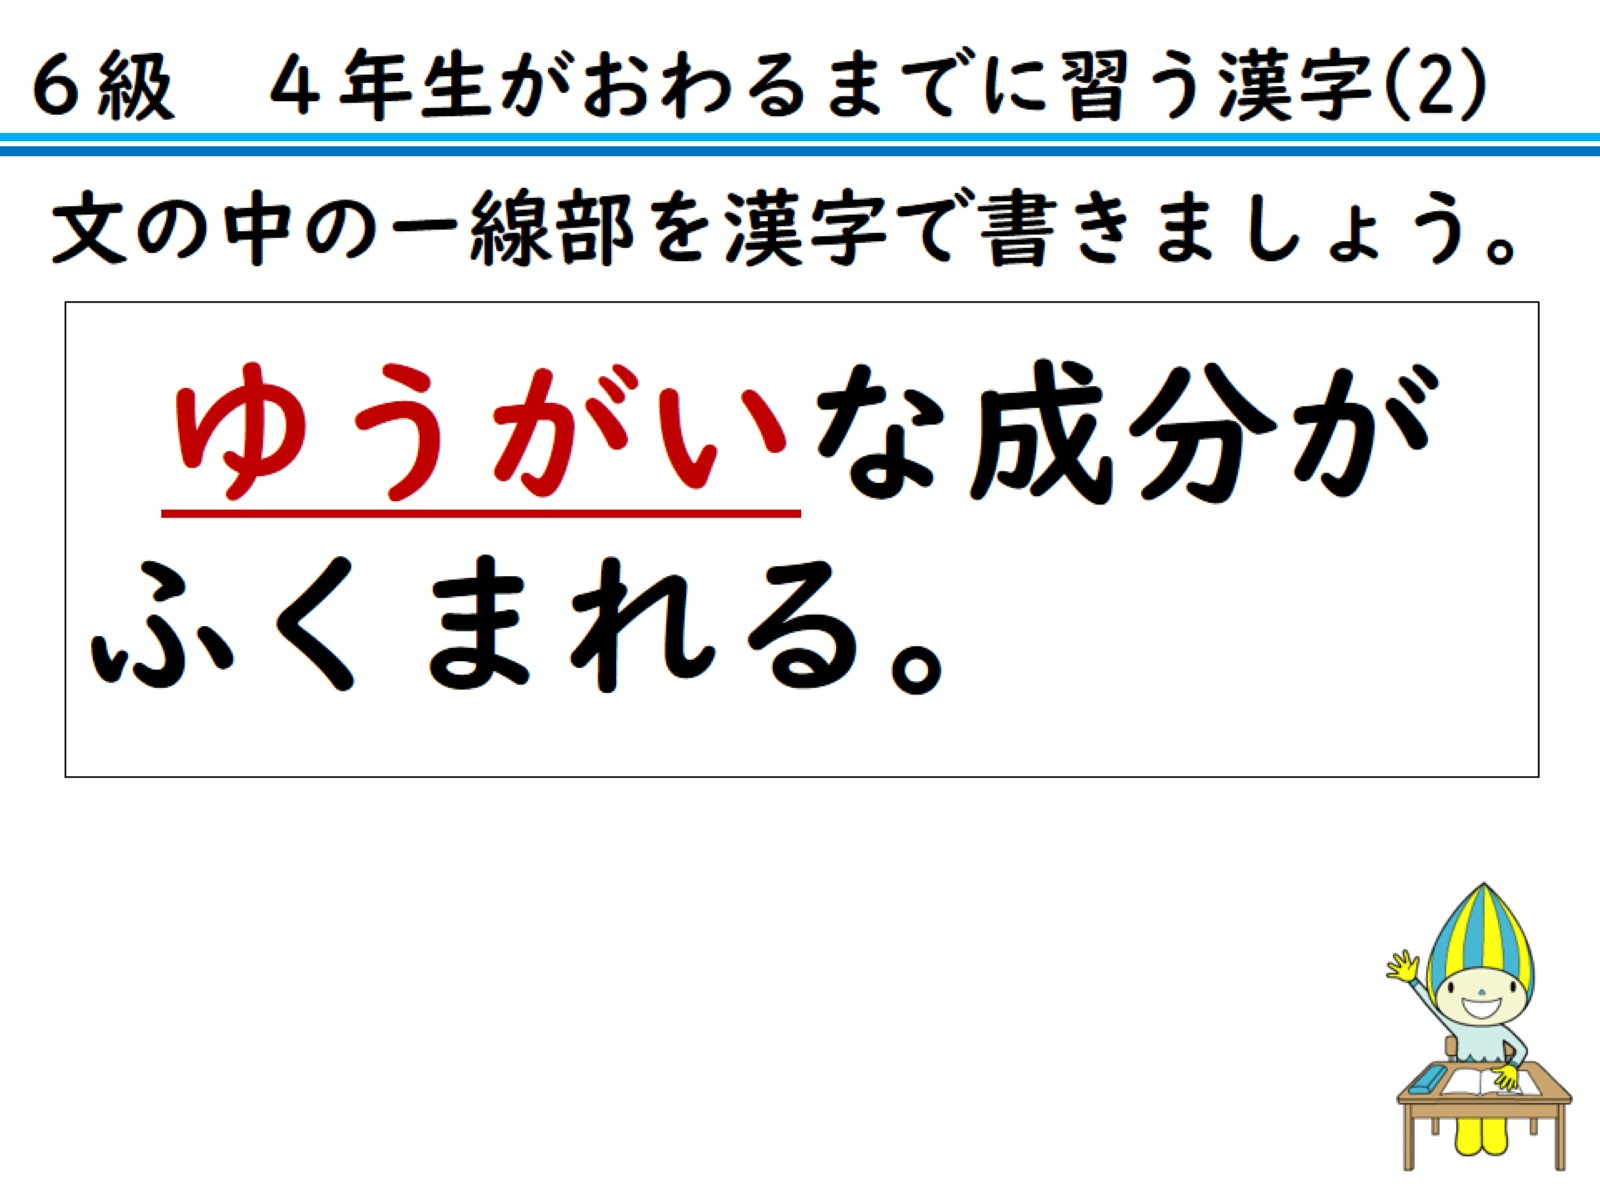 ６級　４年生がおわるまでに習う漢字(2)
文の中の―線部を漢字で書きましょう。
ゆうがいな成分が
ふくまれる。